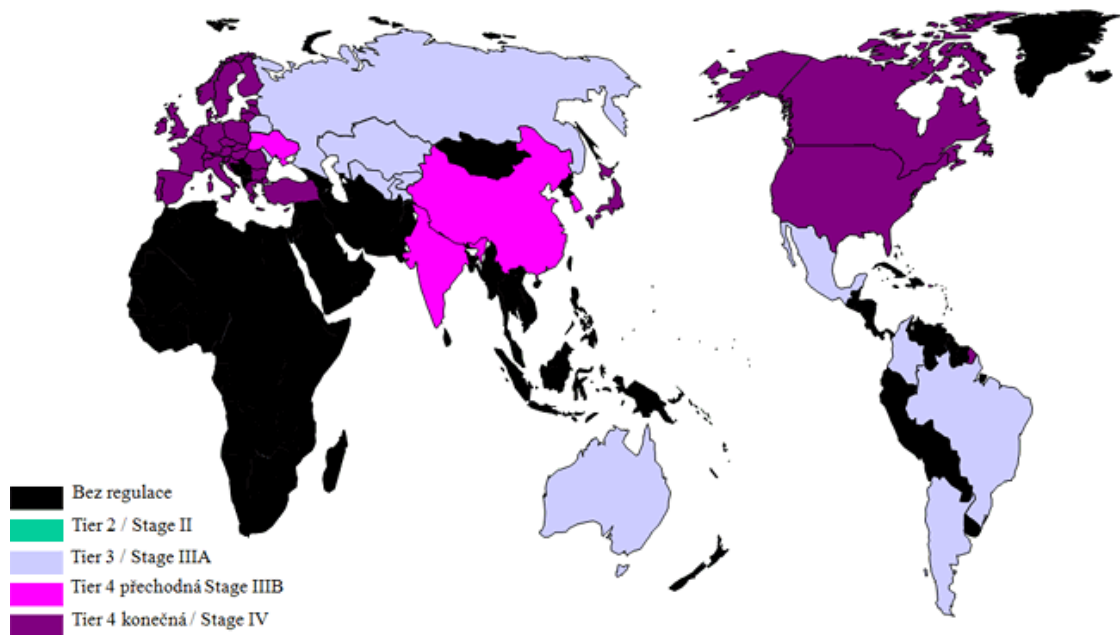 Bez regulace
Tier 2 / Stage II
Tier 3 / Stage IIIA
Tier 4 přechodná Stage IIIB
Tier 4 konečná / Stage IV